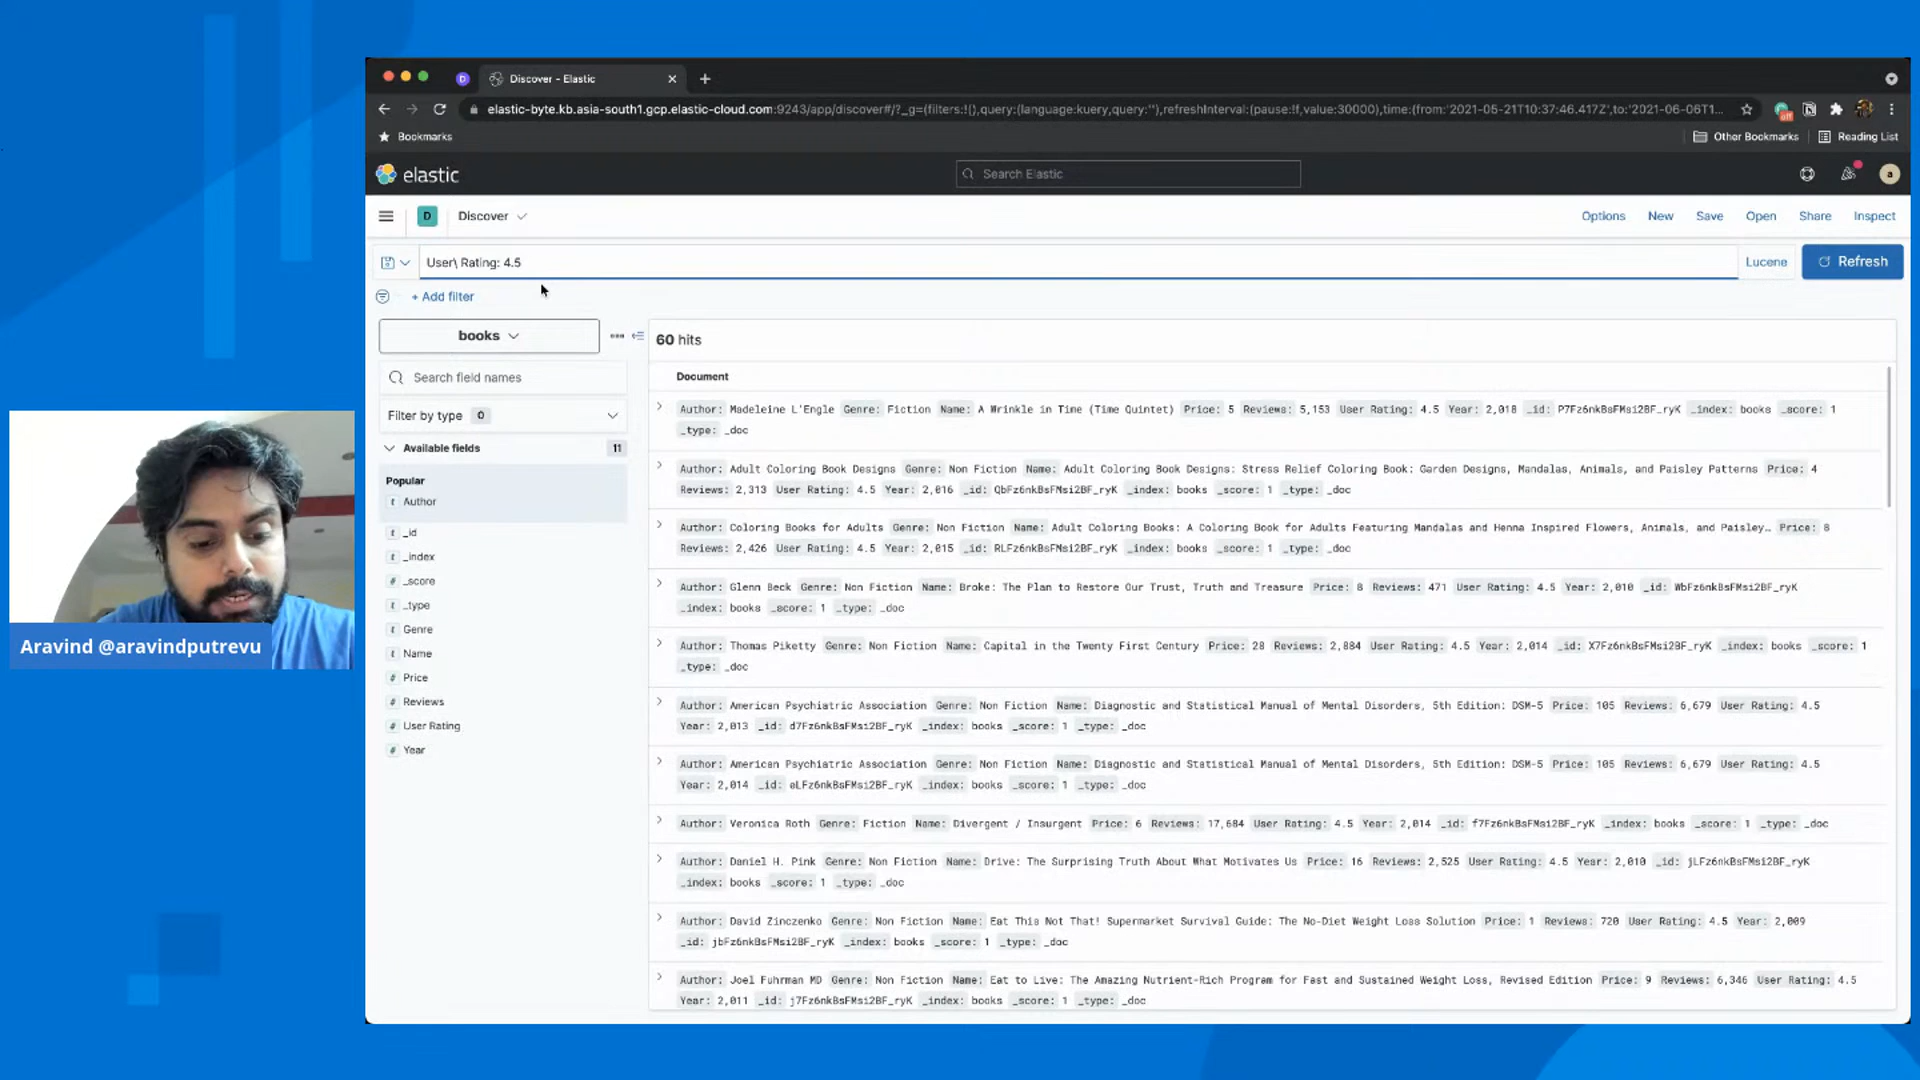 Discover - Elastic
elastic-byte.kb.asia-south1.gcp.elastic-cloud.com:9243/app/discover#/?_g=(filters:!(),query:(language:kuery,query:''),refreshInterval:(pause:!f,value:30000),time:(from:'2021-05-21T10:37:46.417Z',to:'2021-06-06T1...
Bookmarks
Other Bookmarks
Reading List
elastic
Search Elastic
a
D
Discover
Options
New
Save
Open
Share
Inspect
User\ Rating: 4.5
Lucene
Refresh
+ Add filter
books
60 hits
Search field names
Document
Filter by type 0
Available fields 11
Popular
t Author
t _id
t _index
# _score
t _type
t Genre
t Name
# Price
# Reviews
# User Rating
# Year
Author: Madeleine L'Engle Genre: Fiction Name: A Wrinkle in Time (Time Quintet) Price: 5 Reviews: 5,153 User Rating: 4.5 Year: 2,018 _id: P7Fz6nkBsFMsi2BF_ryK _index: books _score: 1
_type: _doc
Author: Adult Coloring Book Designs Genre: Non Fiction Name: Adult Coloring Book Designs: Stress Relief Coloring Book: Garden Designs, Mandalas, Animals, and Paisley Patterns Price: 4
Reviews: 2,313 User Rating: 4.5 Year: 2,016 _id: QbFz6nkBsFMsi2BF_ryK _index: books _score: 1 _type: _doc
Author: Coloring Books for Adults Genre: Non Fiction Name: Adult Coloring Books: A Coloring Book for Adults Featuring Mandalas and Henna Inspired Flowers, Animals, and Paisley… Price: 8
Reviews: 2,426 User Rating: 4.5 Year: 2,015 _id: RLFz6nkBsFMsi2BF_ryK _index: books _score: 1 _type: _doc
Author: Glenn Beck Genre: Non Fiction Name: Broke: The Plan to Restore Our Trust, Truth and Treasure Price: 8 Reviews: 471 User Rating: 4.5 Year: 2,010 _id: WbFz6nkBsFMsi2BF_ryK
_index: books _score: 1 _type: _doc
Author: Thomas Piketty Genre: Non Fiction Name: Capital in the Twenty First Century Price: 28 Reviews: 2,884 User Rating: 4.5 Year: 2,014 _id: X7Fz6nkBsFMsi2BF_ryK _index: books _score: 1
_type: _doc
Author: American Psychiatric Association Genre: Non Fiction Name: Diagnostic and Statistical Manual of Mental Disorders, 5th Edition: DSM-5 Price: 105 Reviews: 6,679 User Rating: 4.5
Year: 2,013 _id: d7Fz6nkBsFMsi2BF_ryK _index: books _score: 1 _type: _doc
Author: American Psychiatric Association Genre: Non Fiction Name: Diagnostic and Statistical Manual of Mental Disorders, 5th Edition: DSM-5 Price: 105 Reviews: 6,679 User Rating: 4.5
Year: 2,014 _id: eLFz6nkBsFMsi2BF_ryK _index: books _score: 1 _type: _doc
Author: Veronica Roth Genre: Fiction Name: Divergent / Insurgent Price: 6 Reviews: 17,684 User Rating: 4.5 Year: 2,014 _id: f7Fz6nkBsFMsi2BF_ryK _index: books _score: 1 _type: _doc
Author: Daniel H. Pink Genre: Non Fiction Name: Drive: The Surprising Truth About What Motivates Us Price: 16 Reviews: 2,525 User Rating: 4.5 Year: 2,010 _id: jLFz6nkBsFMsi2BF_ryK
_index: books _score: 1 _type: _doc
Author: David Zinczenko Genre: Non Fiction Name: Eat This Not That! Supermarket Survival Guide: The No-Diet Weight Loss Solution Price: 1 Reviews: 720 User Rating: 4.5 Year: 2,009
_id: jbFz6nkBsFMsi2BF_ryK _index: books _score: 1 _type: _doc
Author: Joel Fuhrman MD Genre: Non Fiction Name: Eat to Live: The Amazing Nutrient-Rich Program for Fast and Sustained Weight Loss, Revised Edition Price: 9 Reviews: 6,346 User Rating: 4.5
Year: 2,011 _id: j7Fz6nkBsFMsi2BF_ryK _index: books _score: 1 _type: _doc
Aravind @aravindputrevu